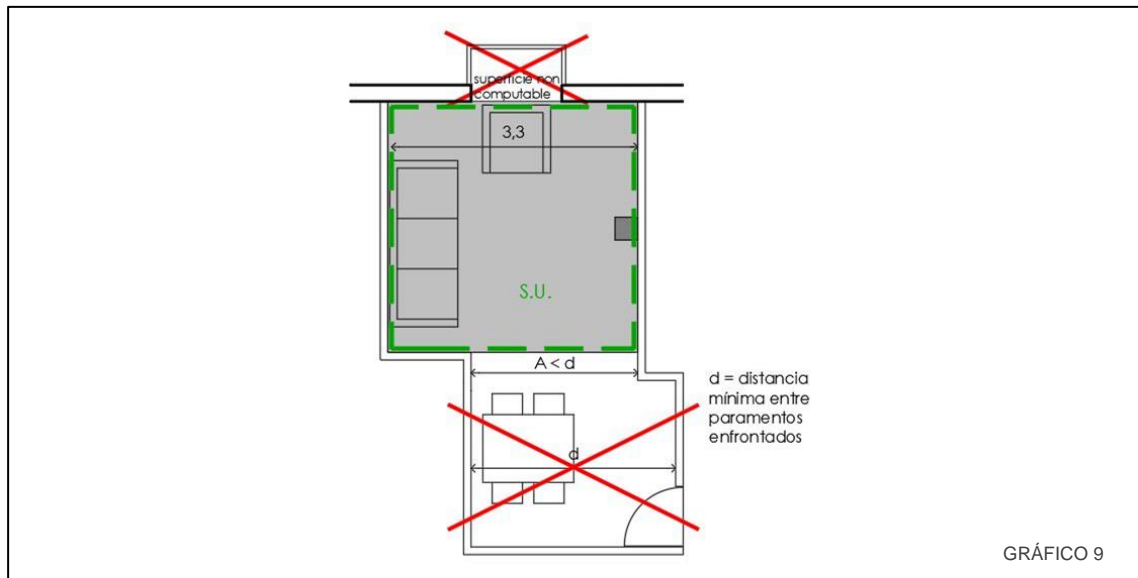 superficie non
computable
3,3
S.U.
A < d
d = distancia
mínima entre
paramentos
enfrontados
d
GRÁFICO 9